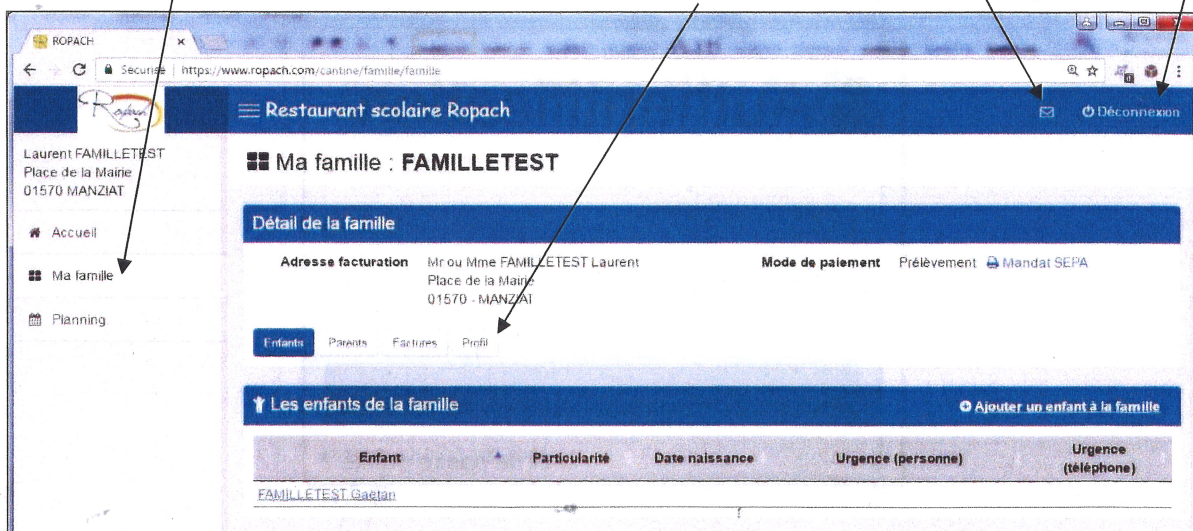 ROPACH
Sécurisé | https://www.ropach.com/cantine/famille/famille
Ropach
Restaurant scolaire Ropach
Déconnexion
Laurent FAMILLETEST
Place de la Mairie
01570 MANZIAT
Accueil
Ma famille
Planning
Ma famille : FAMILLETEST
Détail de la famille
Adresse facturation Mr ou Mme FAMILLETEST Laurent Mode de paiement Prélèvement Mandat SEPA
Place de la Mairie
01570 - MANZIAT
Enfants Parents Factures Profil
Les enfants de la famille Ajouter un enfant à la famille
Enfant Particularité Date naissance Urgence (personne) Urgence (téléphone)
FAMILLETEST Gaëtan